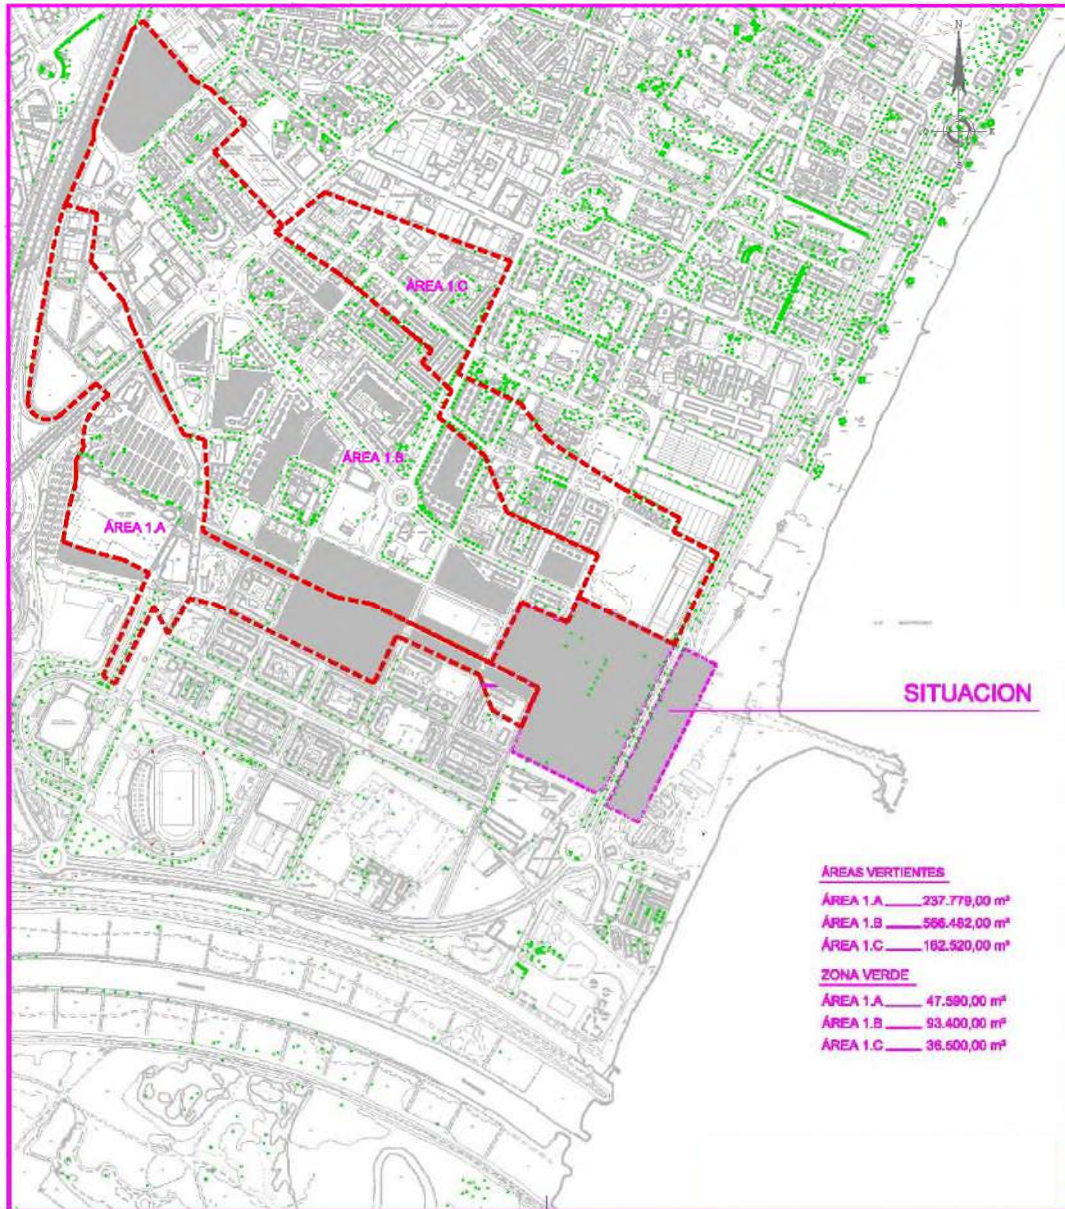 N
E
S
ÁREA 1.C
ÁREA 1.B
ÁREA 1.A
SITUACION
ÁREAS VERTIENTES
ÁREA 1.A 237.779,00 m²
ÁREA 1.B 566.482,00 m²
ÁREA 1.C 162.520,00 m²
ZONA VERDE
ÁREA 1.A 47.590,00 m²
ÁREA 1.B 93.400,00 m²
ÁREA 1.C 36.500,00 m²